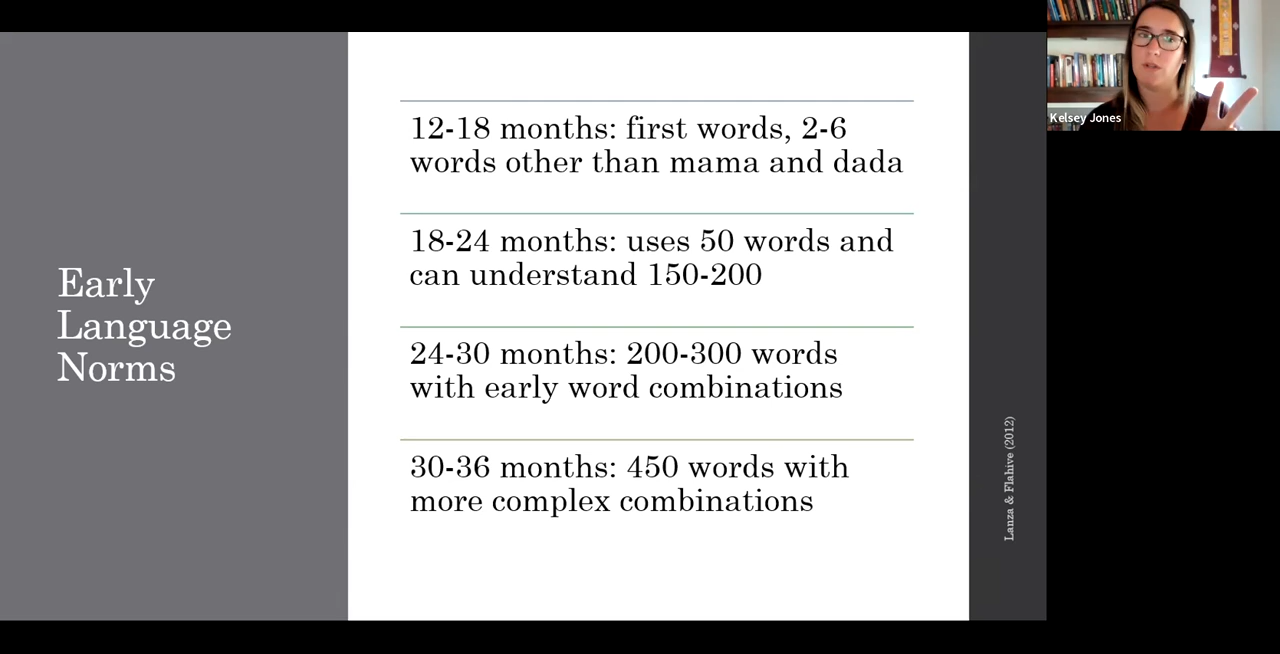 Early
Language
Norms
12-18 months: first words, 2-6
words other than mama and dada
18-24 months: uses 50 words and
can understand 150-200
24-30 months: 200-300 words
with early word combinations
30-36 months: 450 words with
more complex combinations
Lanza & Flahive (2012)
Kelsey Jones